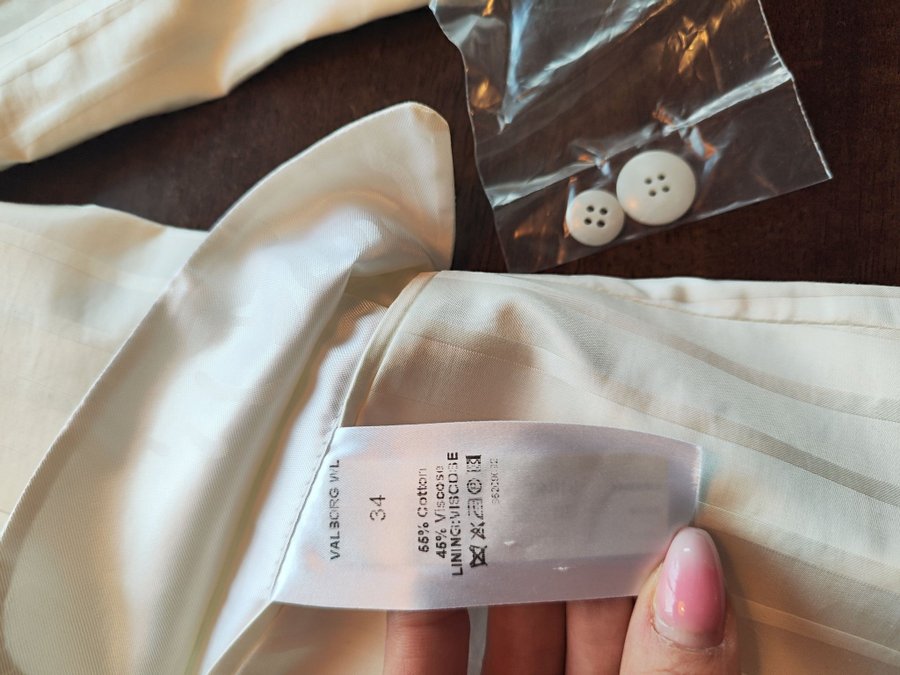 VALBORG WL
34
55% Cotton
45% Viscose
LINING:VISCOSE